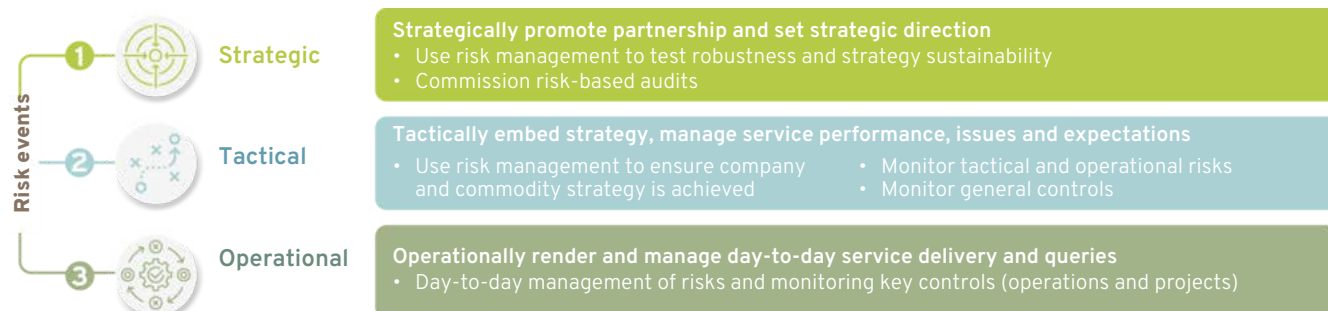 Risk events
1
Strategic
Strategically promote partnership and set strategic direction
• Use risk management to test robustness and strategy sustainability
• Commission risk-based audits
2
Tactical
Tactically embed strategy, manage service performance, issues and expectations
• Use risk management to ensure company
and commodity strategy is achieved
• Monitor tactical and operational risks
• Monitor general controls
3
Operational
Operationally render and manage day-to-day service delivery and queries
• Day-to-day management of risks and monitoring key controls (operations and projects)